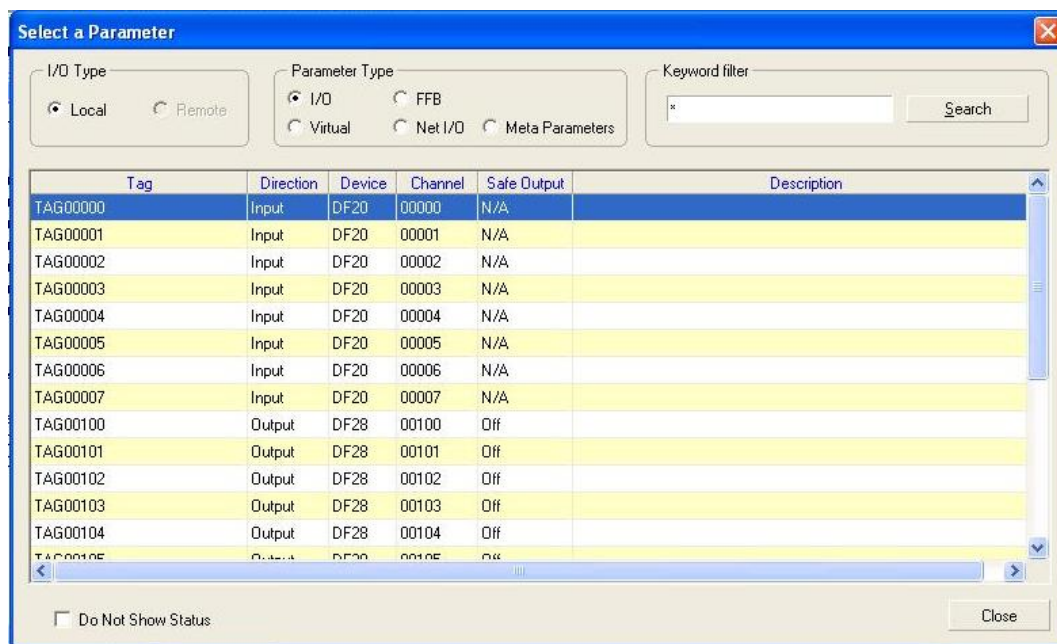 Select a Parameter
I/O Type
Local Remote
Parameter Type
I/O FFB
Virtual Net I/O Meta Parameters
Keyword filter
* Search
Tag Direction Device Channel Safe Output Description
TAG00000 Input DF20 00000 N/A
TAG00001 Input DF20 00001 N/A
TAG00002 Input DF20 00002 N/A
TAG00003 Input DF20 00003 N/A
TAG00004 Input DF20 00004 N/A
TAG00005 Input DF20 00005 N/A
TAG00006 Input DF20 00006 N/A
TAG00007 Input DF20 00007 N/A
TAG00100 Output DF28 00100 Off
TAG00101 Output DF28 00101 Off
TAG00102 Output DF28 00102 Off
TAG00103 Output DF28 00103 Off
TAG00104 Output DF28 00104 Off
Do Not Show Status
Close